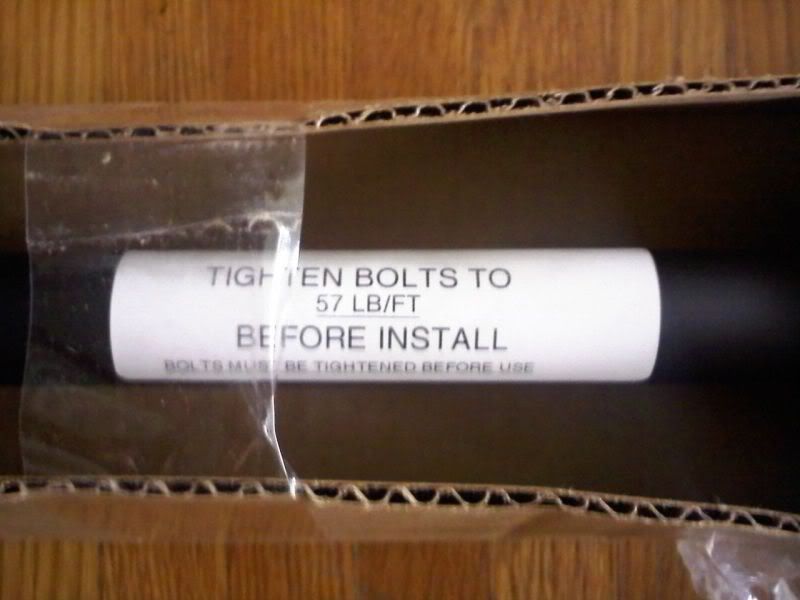 TIGHTEN BOLTS TO
57 LB/FT
BEFORE INSTALL
BOLTS MUST BE TIGHTENED BEFORE USE